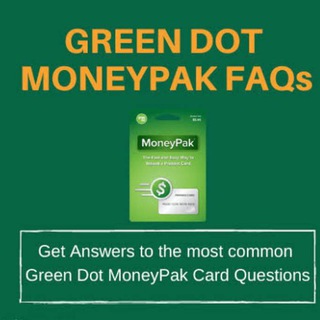 GREEN DOT
MONEYPAK FAQs
MoneyPak
Get Answers to the most common
Green Dot MoneyPak Card Questions